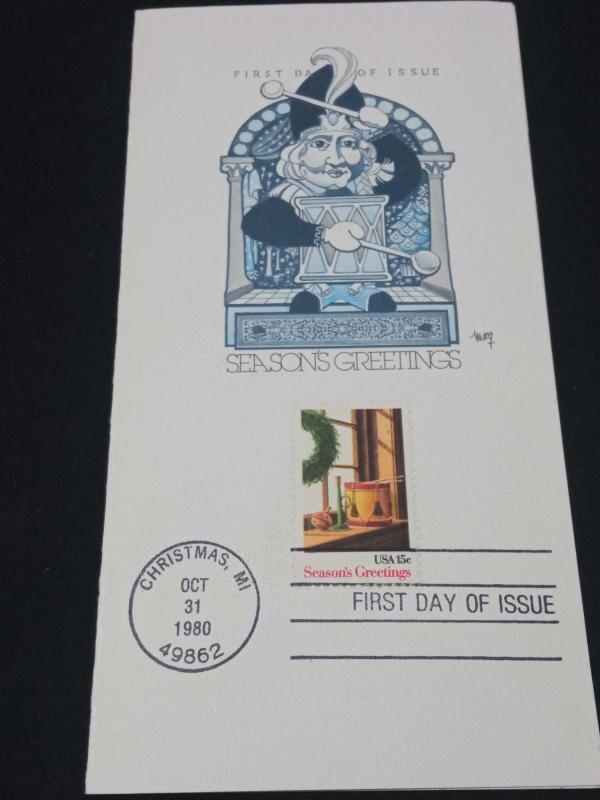 FIRST DAY OF ISSUE
SEASON'S GREETINGS
USA 15c
Season's Greetings
CHRISTMAS, MI
OCT
31
1980
49862
FIRST DAY OF ISSUE